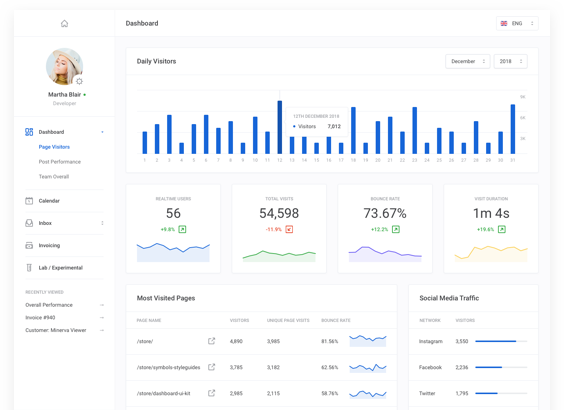 Dashboard
ENG
Martha Blair
Developer
Dashboard
Page Visitors
Post Performance
Team Overall
Calendar
Inbox
2
Invoicing
Lab / Experimental
RECENTLY VIEWED
Overall Performance
Invoice #940
Customer: Minerva Viewer
Daily Visitors
December
2018
12TH DECEMBER 2018
Visitors 7,012
1 2 3 4 5 6 7 8 9 10 11 12 13 14 15 16 17 18 19 20 21 22 23 24 25 26 27 28 29 30 31
REALTIME USERS
56
+9.8%
TOTAL VISITS
54,598
-11.9%
BOUNCE RATE
73.67%
+12.2%
VISIT DURATION
1m 4s
+19.6%
Most Visited Pages
PAGE NAME VISITORS UNIQUE PAGE VISITS BOUNCE RATE
/store/ 4,890 3,985 81.56%
/store/symbols-styleguides 3,785 3,182 62.56%
/store/dashboard-ui-kit 2,985 2,115 58.76%
Social Media Traffic
NETWORK VISITORS
Instagram 3,550
Facebook 2,236
Twitter 1,795